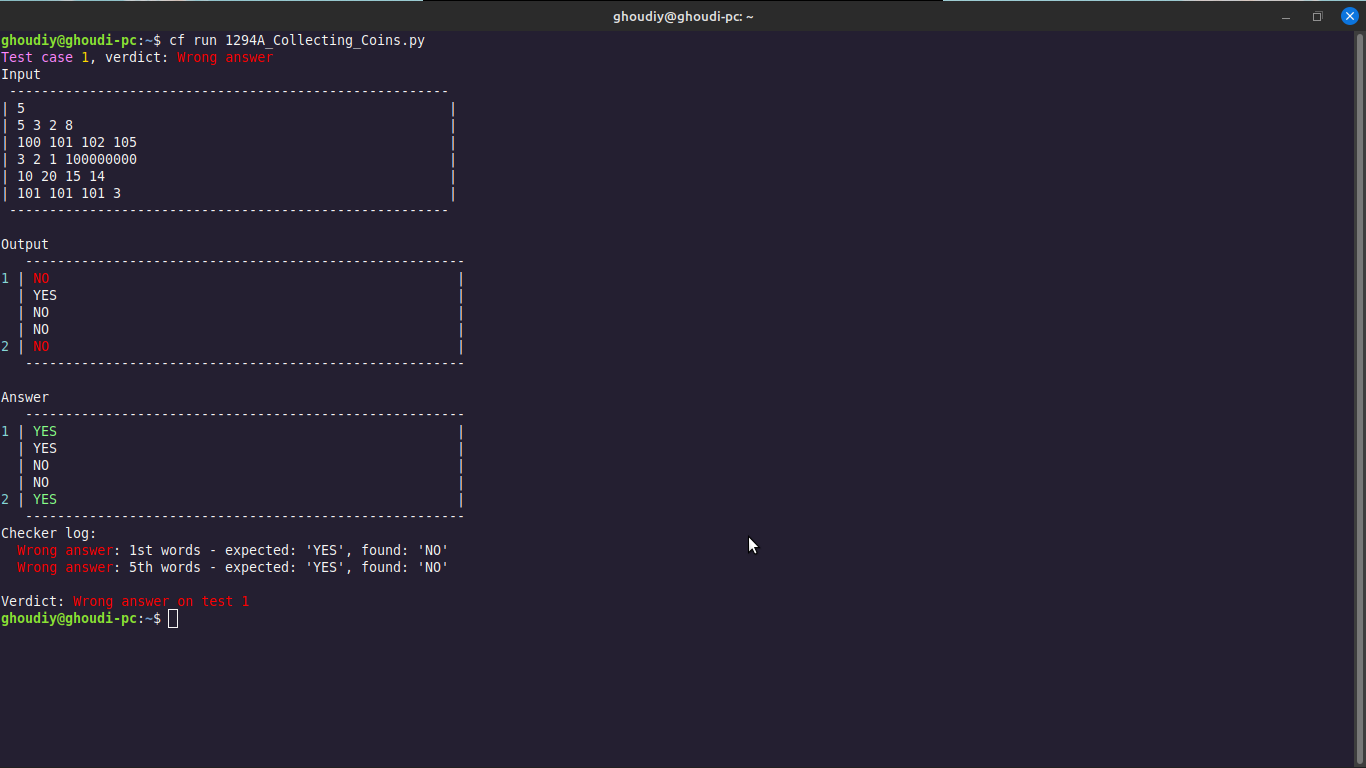 ghoudiy@ghoudi-pc: ~
ghoudiy@ghoudi-pc:~$ cf run 1294A_Collecting_Coins.py
Test case 1, verdict: Wrong answer
Input
-------------------------------------------------------
| 5 |
| 5 3 2 8 |
| 100 101 102 105 |
| 3 2 1 100000000 |
| 10 20 15 14 |
| 101 101 101 3 |
-------------------------------------------------------
Output
-------------------------------------------------------
1 | NO |
| YES |
| NO |
| NO |
2 | NO |
-------------------------------------------------------
Answer
-------------------------------------------------------
1 | YES |
| YES |
| NO |
| NO |
2 | YES |
-------------------------------------------------------
Checker log:
Wrong answer: 1st words - expected: 'YES', found: 'NO'
Wrong answer: 5th words - expected: 'YES', found: 'NO'
Verdict: Wrong answer on test 1
ghoudiy@ghoudi-pc:~$